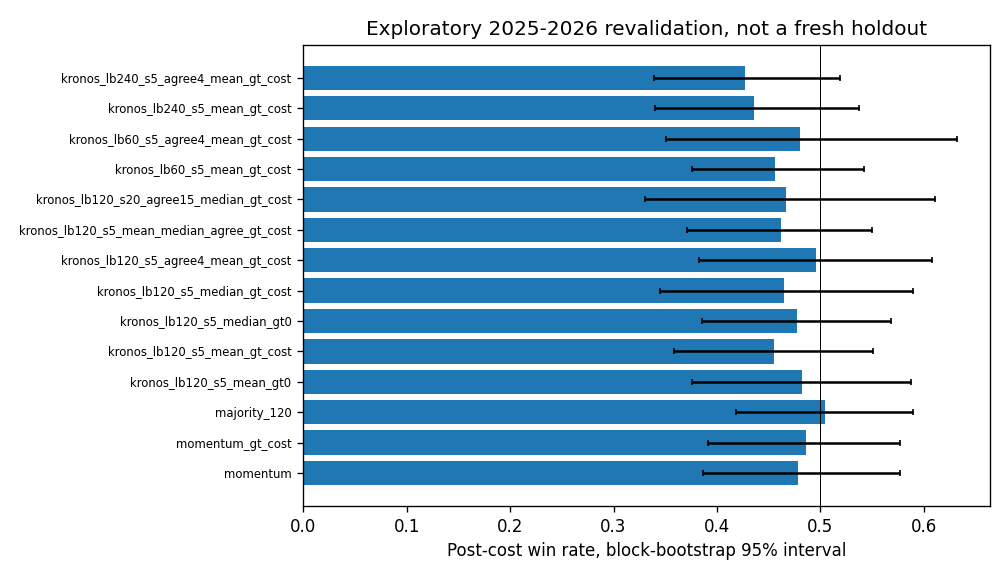 Exploratory 2025-2026 revalidation, not a fresh holdout
kronos_lb240_s5_agree4_mean_gt_cost
kronos_lb240_s5_mean_gt_cost
kronos_lb60_s5_agree4_mean_gt_cost
kronos_lb60_s5_mean_gt_cost
kronos_lb120_s20_agree15_median_gt_cost
kronos_lb120_s5_mean_median_agree_gt_cost
kronos_lb120_s5_agree4_mean_gt_cost
kronos_lb120_s5_median_gt_cost
kronos_lb120_s5_median_gt0
kronos_lb120_s5_mean_gt_cost
kronos_lb120_s5_mean_gt0
majority_120
momentum_gt_cost
momentum
0.0 0.1 0.2 0.3 0.4 0.5 0.6
Post-cost win rate, block-bootstrap 95% interval